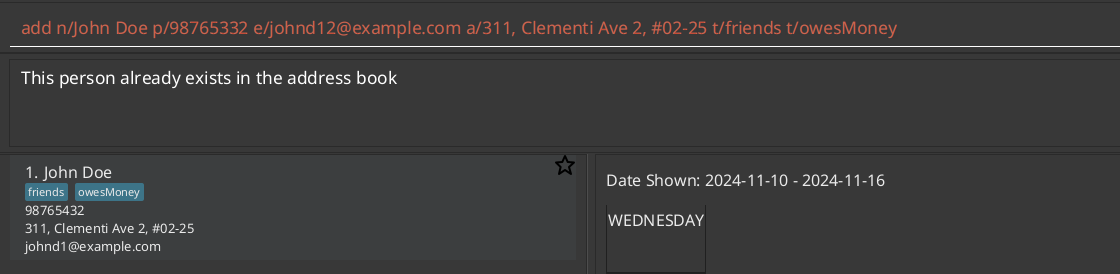 add n/John Doe p/98765332 e/johnd12@example.com a/311, Clementi Ave 2, #02-25 t/friends t/owesMoney
This person already exists in the address book
1. John Doe
friends owesMoney
98765432
311, Clementi Ave 2, #02-25
johnd1@example.com
Date Shown: 2024-11-10 - 2024-11-16
WEDNESDAY